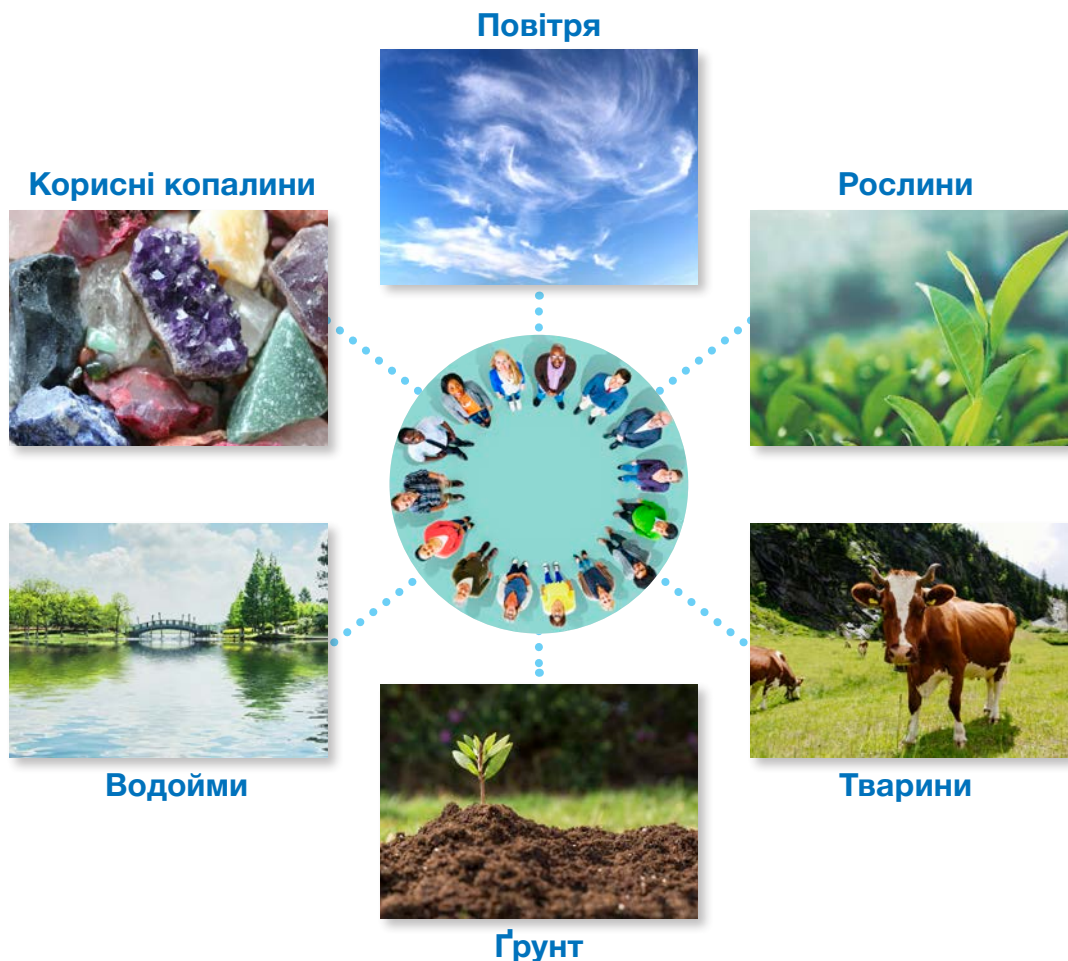 Повітря
Корисні копалини
Рослини
Водойми
Тварини
Ґрунт